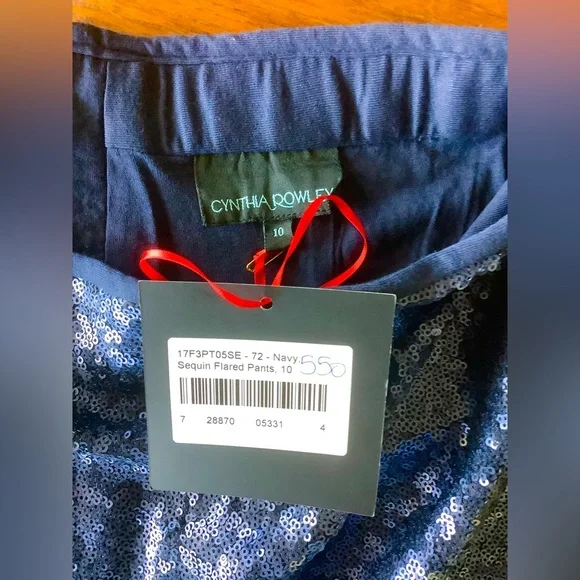 CYNTHIA ROWLEY
10
17F3PT05SE - 72 - Navy,
Sequin Flared Pants, 10 550
7 28870 05331 4